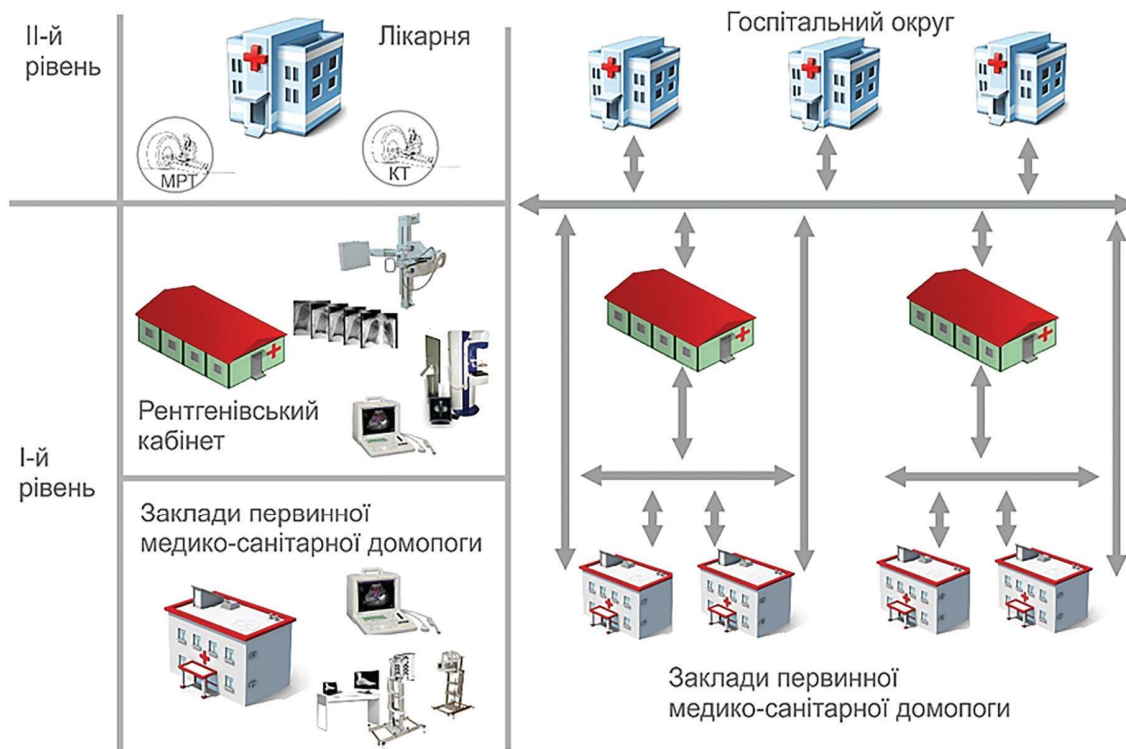 ІІ-й
рівень
Лікарня
МРТ
КТ
Госпітальний округ
І-й
рівень
Рентгенівський
кабінет
Заклади первинної
медико-санітарної домопоги
Заклади первинної
медико-санітарної домопоги